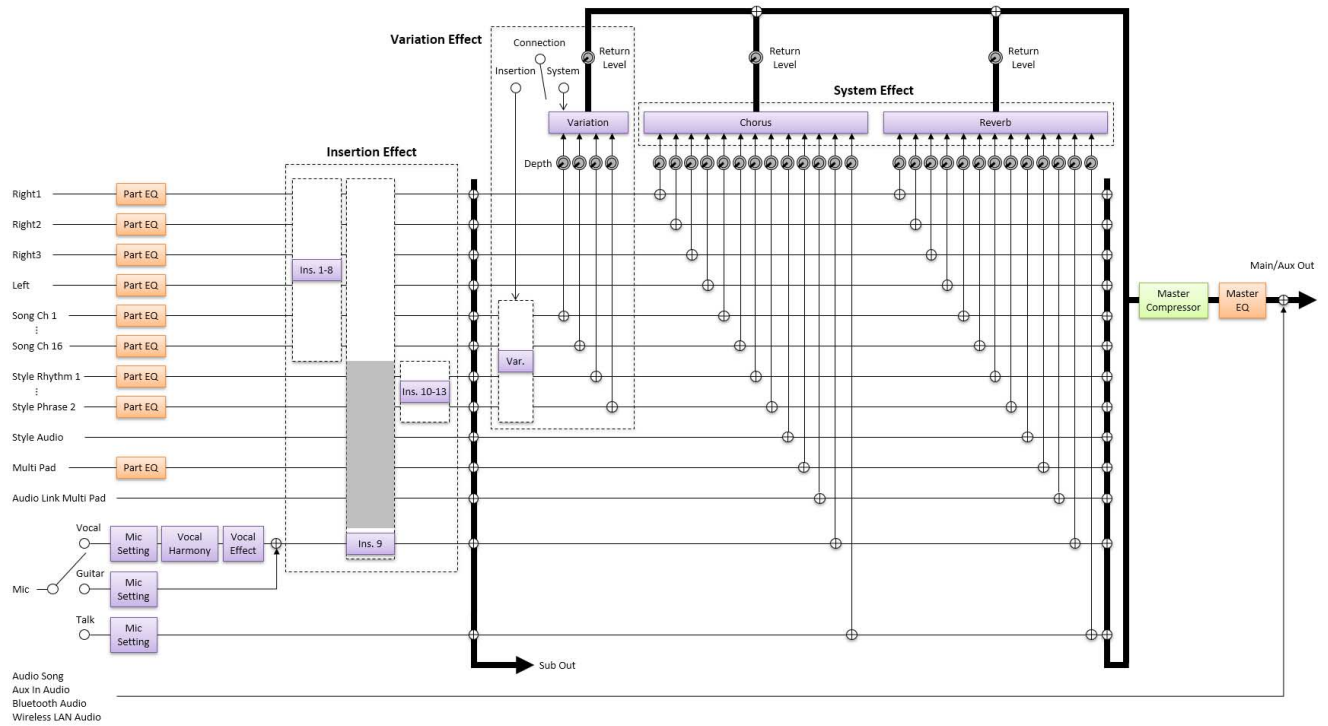 Variation Effect
Connection
Insertion
System
Return
Level
Return
Level
Return
Level
System Effect
Variation
Chorus
Reverb
Depth
Insertion Effect
Right1
Part EQ
Right2
Part EQ
Right3
Part EQ
Ins. 1-8
Left
Part EQ
Main/Aux Out
Master
Compressor
Master
EQ
Song Ch 1
Part EQ
Song Ch 16
Part EQ
Var.
Style Rhythm 1
Part EQ
Ins. 10-13
Style Phrase 2
Part EQ
Style Audio
Multi Pad
Part EQ
Audio Link Multi Pad
Vocal
Mic
Setting
Vocal
Harmony
Vocal
Effect
Ins. 9
Mic
Guitar
Mic
Setting
Talk
Mic
Setting
Sub Out
Audio Song
Aux In Audio
Bluetooth Audio
Wireless LAN Audio